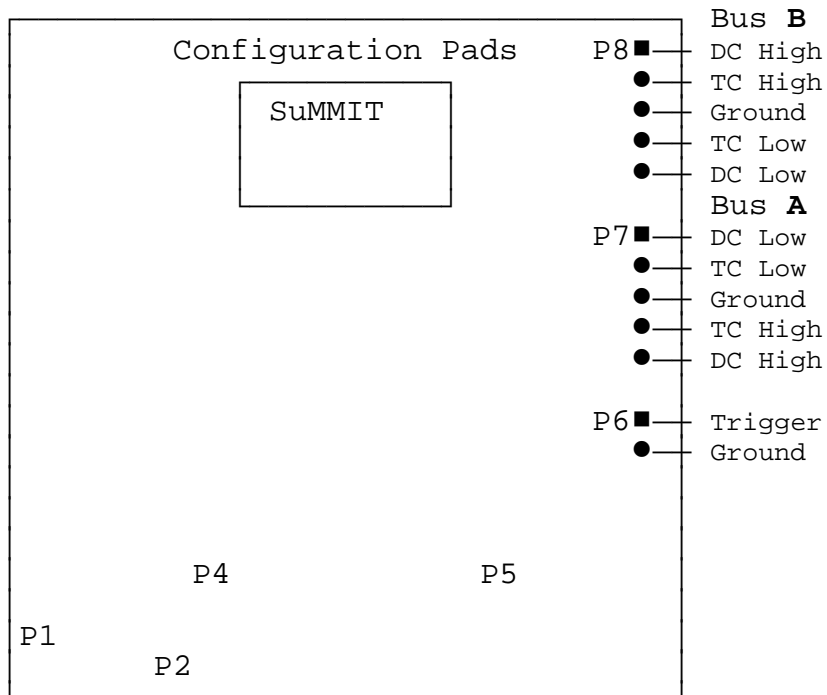 Bus B
Configuration Pads P8 DC High
SuMMIT TC High
Ground
TC Low
DC Low
Bus A
P7 DC Low
TC Low
Ground
TC High
DC High
P6 Trigger
Ground
P4 P5
P1
P2